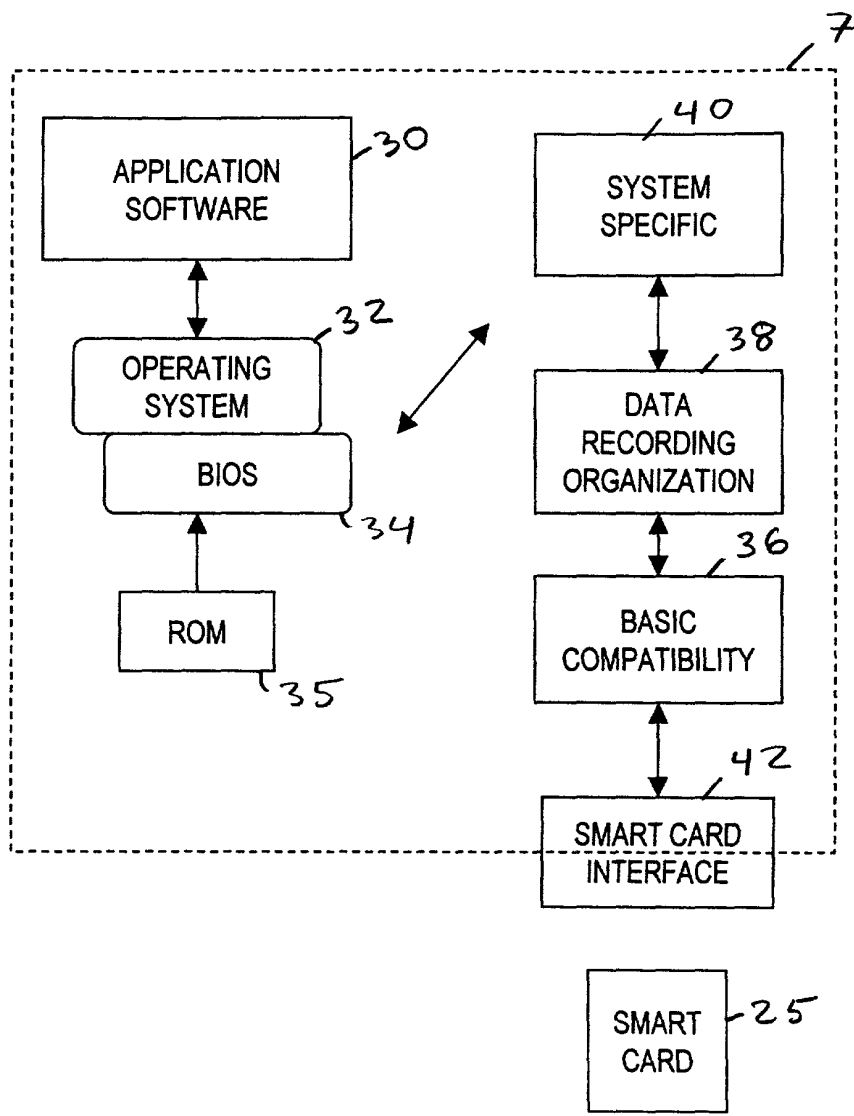 7
APPLICATION
SOFTWARE
30
40
SYSTEM
SPECIFIC
32
OPERATING
SYSTEM
38
DATA
RECORDING
ORGANIZATION
BIOS
34
36
BASIC
COMPATIBILITY
ROM
35
42
SMART CARD
INTERFACE
SMART
CARD
25